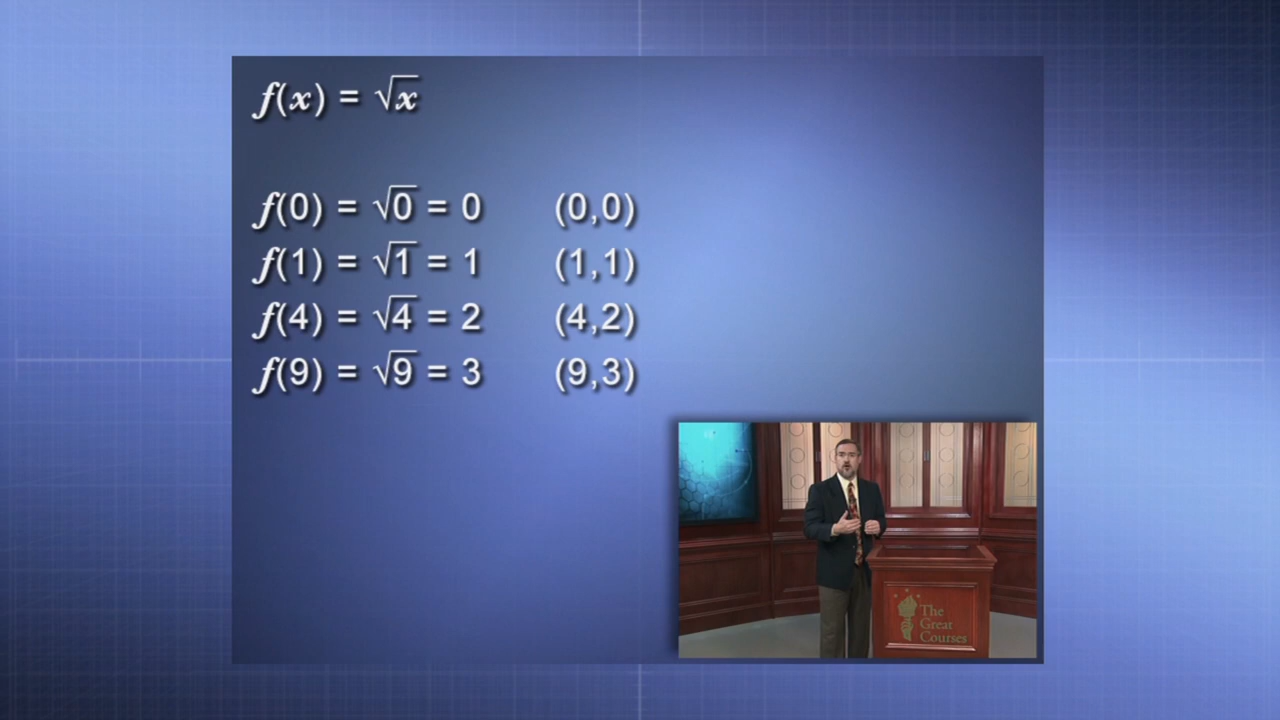 f(x) = √x
f(0) = √0 = 0 (0,0)
f(1) = √1 = 1 (1,1)
f(4) = √4 = 2 (4,2)
f(9) = √9 = 3 (9,3)
The
Great
Courses